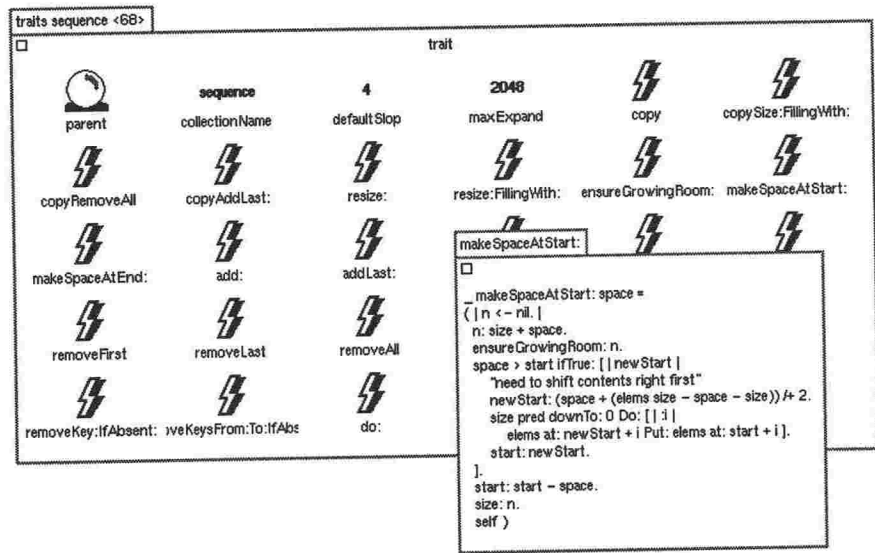 traits sequence <68>
trait
sequence 4 2048
parent collectionName defaultSlop maxExpand copy copySize:FillingWith:
copyRemoveAll copyAddLast: resize: resize:FillingWith: ensureGrowingRoom: makeSpaceAtStart:
makeSpaceAtEnd: add: addLast:
removeFirst removeLast removeAll
removeKey:IfAbsent: veKeysFrom:To:IfAbs do:
makeSpaceAtStart:
_ makeSpaceAtStart: space =
( | n <- nil. |
n: size + space.
ensureGrowingRoom: n.
space > start ifTrue: [ | newStart |
"need to shift contents right first"
newStart: (space + (elems size - space - size)) /+ 2.
size pred downTo: 0 Do: [ | :i |
elems at: newStart + i Put: elems at: start + i ].
start: newStart.
].
start: start - space.
size: n.
self )